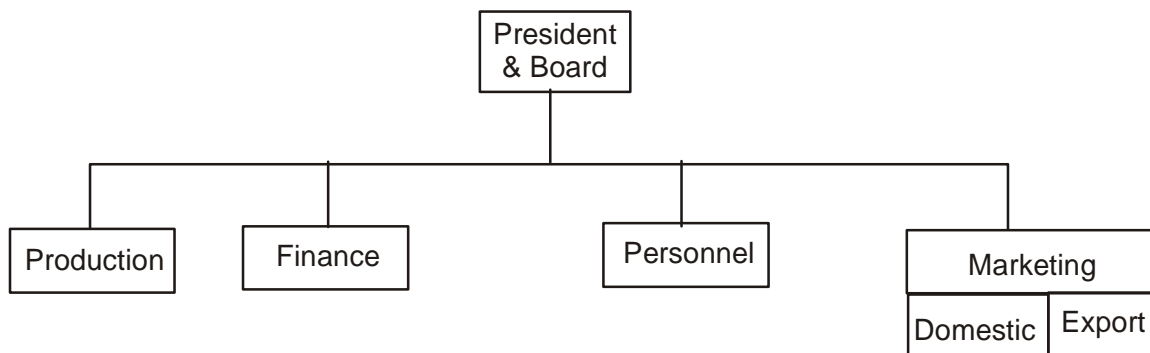 President
& Board
Production
Finance
Personnel
Marketing
Domestic
Export